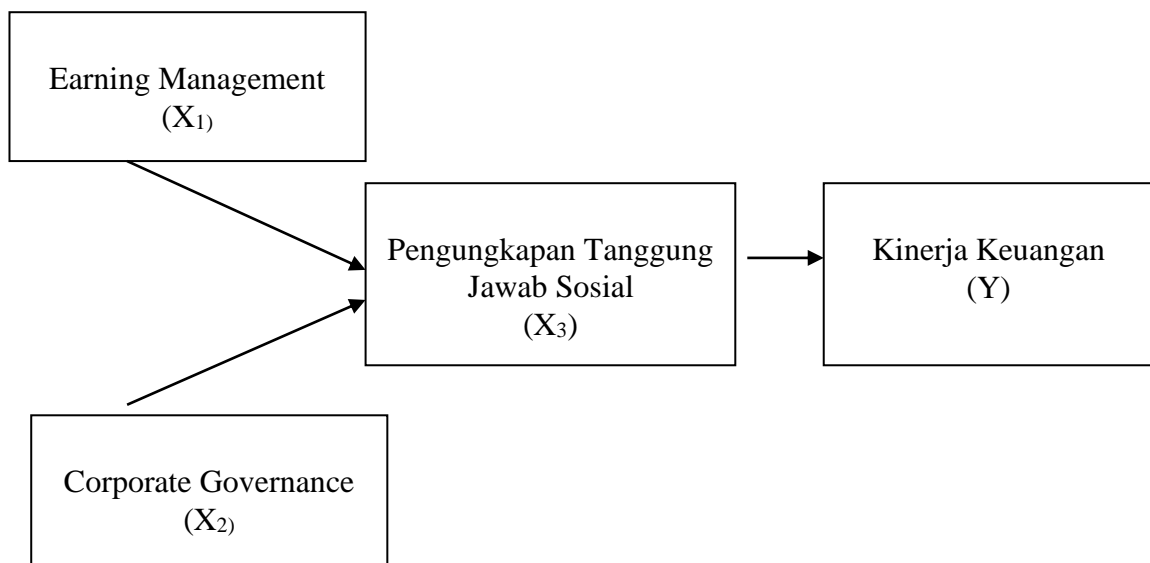 Earning Management
(X1)
Pengungkapan Tanggung
Jawab Sosial
(X3)
Kinerja Keuangan
(Y)
Corporate Governance
(X2)